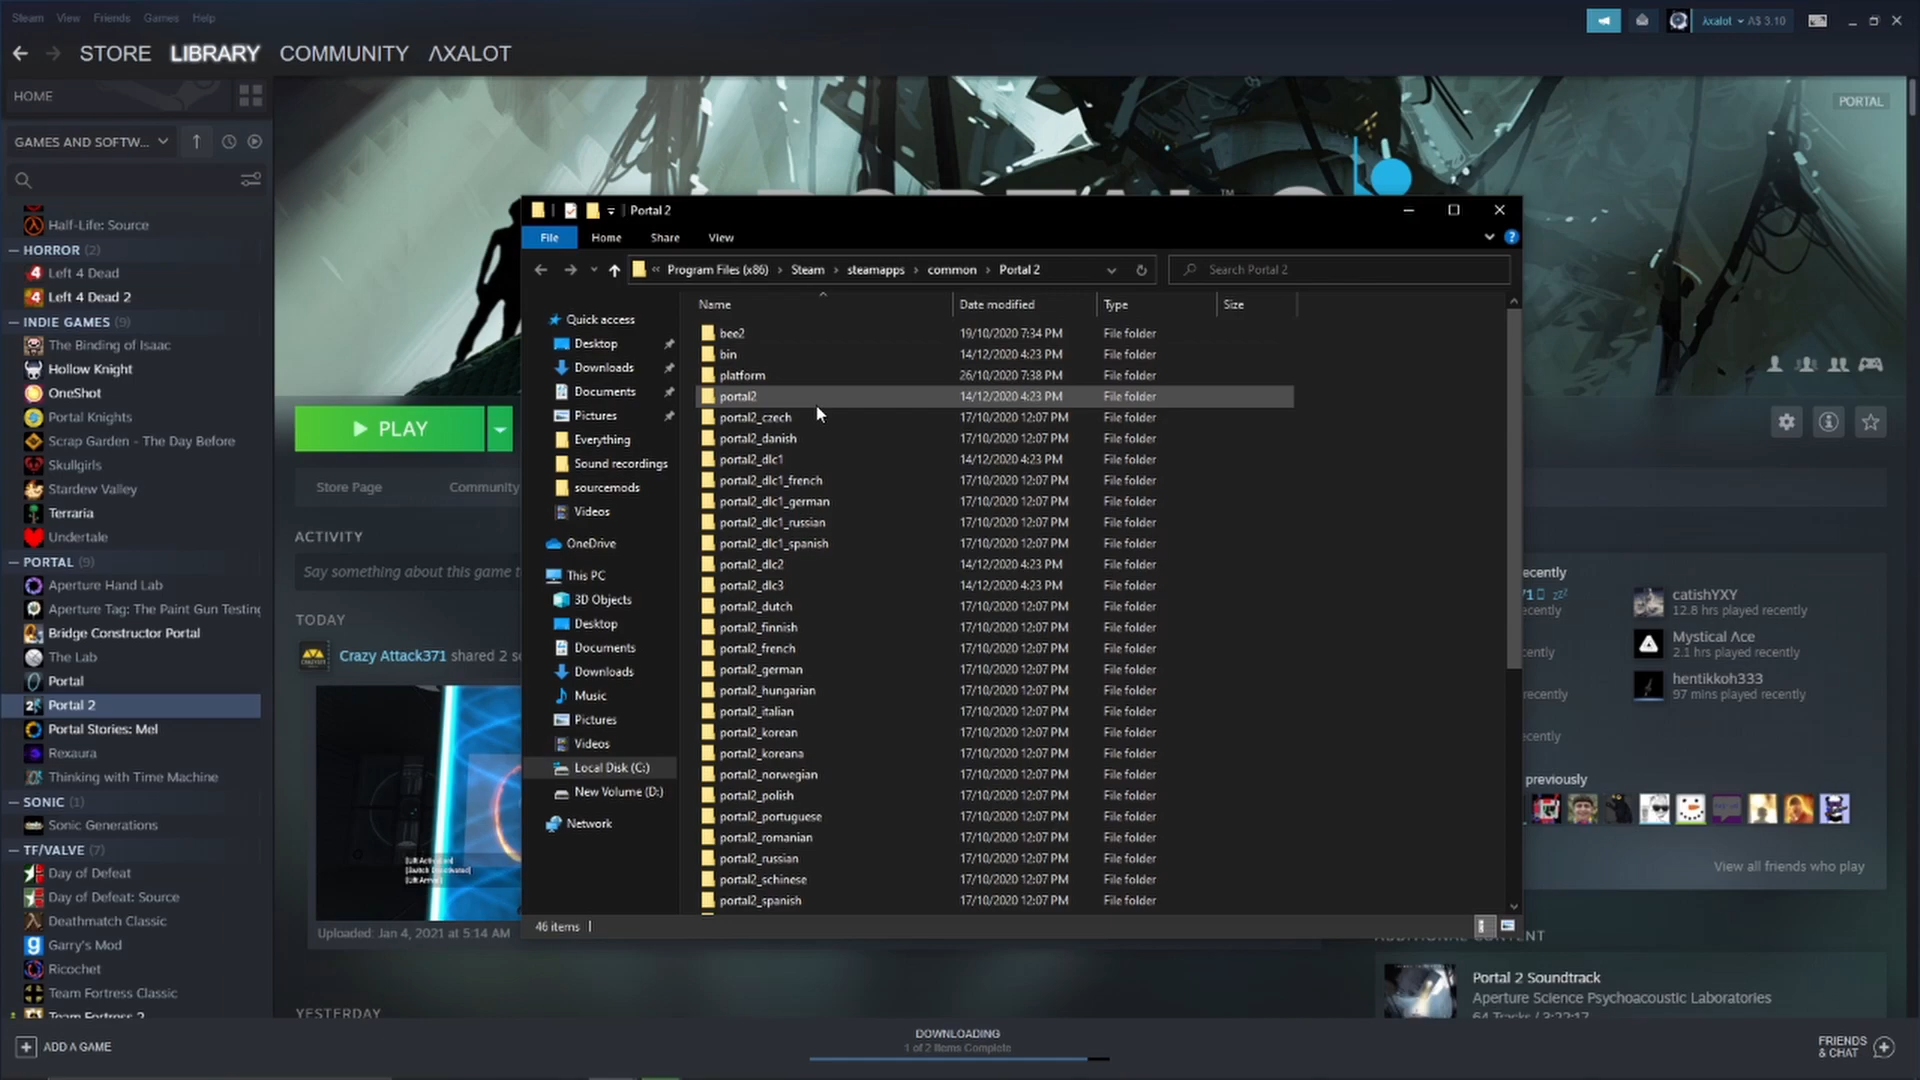 Steam View Friends Games Help
Λxalot A$ 3.10
STORE LIBRARY COMMUNITY ΛXALOT
HOME
PORTAL
GAMES AND SOFTW...
Half-Life: Source
HORROR (2)
Left 4 Dead
Left 4 Dead 2
INDIE GAMES (9)
The Binding of Isaac
Hollow Knight
OneShot
Portal Knights
Scrap Garden - The Day Before
Skullgirls
Stardew Valley
Terraria
Undertale
PORTAL (9)
Aperture Hand Lab
Aperture Tag: The Paint Gun Testing
Bridge Constructor Portal
The Lab
Portal
Portal 2
Portal Stories: Mel
Rexaura
Thinking with Time Machine
SONIC (1)
Sonic Generations
TF/VALVE (7)
Day of Defeat
Day of Defeat: Source
Deathmatch Classic
Garry's Mod
Ricochet
Team Fortress Classic
Team Fortress 2
ADD A GAME
PLAY
Store Page Community
ACTIVITY
Say something about this game t
TODAY
Crazy Attack371 shared 2 s
[Lift Activated]
[Switch Deactivated]
[Lift Arrival]
Uploaded: Jan 4, 2021 at 5:14 AM
YESTERDAY
TM
Portal 2
File Home Share View
« Program Files (x86) › Steam › steamapps › common › Portal 2
Search Portal 2
Quick access
Desktop
Downloads
Documents
Pictures
Everything
Sound recordings
sourcemods
Videos
OneDrive
This PC
3D Objects
Desktop
Documents
Downloads
Music
Pictures
Videos
Local Disk (C:)
New Volume (D:)
Network
Name Date modified Type Size
bee2 19/10/2020 7:34 PM File folder
bin 14/12/2020 4:23 PM File folder
platform 26/10/2020 7:38 PM File folder
portal2 14/12/2020 4:23 PM File folder
portal2_czech 17/10/2020 12:07 PM File folder
portal2_danish 17/10/2020 12:07 PM File folder
portal2_dlc1 14/12/2020 4:23 PM File folder
portal2_dlc1_french 17/10/2020 12:07 PM File folder
portal2_dlc1_german 17/10/2020 12:07 PM File folder
portal2_dlc1_russian 17/10/2020 12:07 PM File folder
portal2_dlc1_spanish 17/10/2020 12:07 PM File folder
portal2_dlc2 14/12/2020 4:23 PM File folder
portal2_dlc3 14/12/2020 4:23 PM File folder
portal2_dutch 17/10/2020 12:07 PM File folder
portal2_finnish 17/10/2020 12:07 PM File folder
portal2_french 17/10/2020 12:07 PM File folder
portal2_german 17/10/2020 12:07 PM File folder
portal2_hungarian 17/10/2020 12:07 PM File folder
portal2_italian 17/10/2020 12:07 PM File folder
portal2_korean 17/10/2020 12:07 PM File folder
portal2_koreana 17/10/2020 12:07 PM File folder
portal2_norwegian 17/10/2020 12:07 PM File folder
portal2_polish 17/10/2020 12:07 PM File folder
portal2_portuguese 17/10/2020 12:07 PM File folder
portal2_romanian 17/10/2020 12:07 PM File folder
portal2_russian 17/10/2020 12:07 PM File folder
portal2_schinese 17/10/2020 12:07 PM File folder
portal2_spanish 17/10/2020 12:07 PM File folder
46 items
ecently
ecently
catishYXY
12.8 hrs played recently
Mystical Λce
ently
2.1 hrs played recently
hentikkoh333
ecently
97 mins played recently
ecently
previously
View all friends who play
ADDITIONAL CONTENT
Portal 2 Soundtrack
Aperture Science Psychoacoustic Laboratories
64 Tracks / 3:22:17
DOWNLOADING
1 of 2 Items Complete
FRIENDS
& CHAT